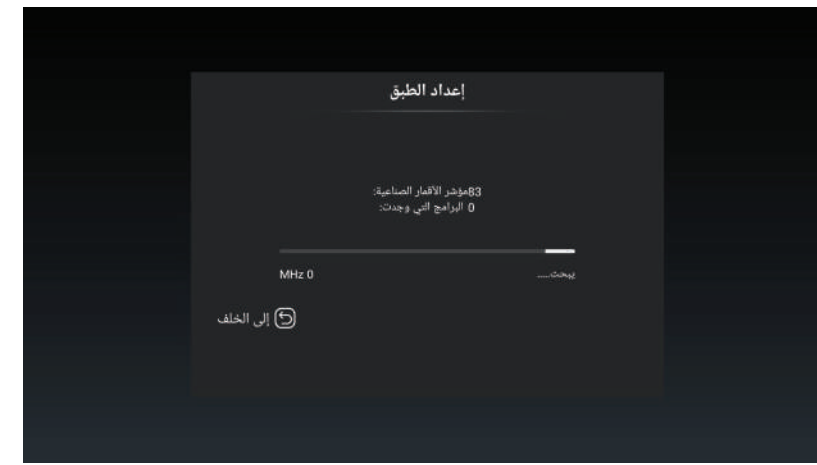 إعداد الطبق
83مؤشر الأقمار الصناعية:
0 البرامج التي وجدت:
يبحث.....
MHz 0
إلى الخلف